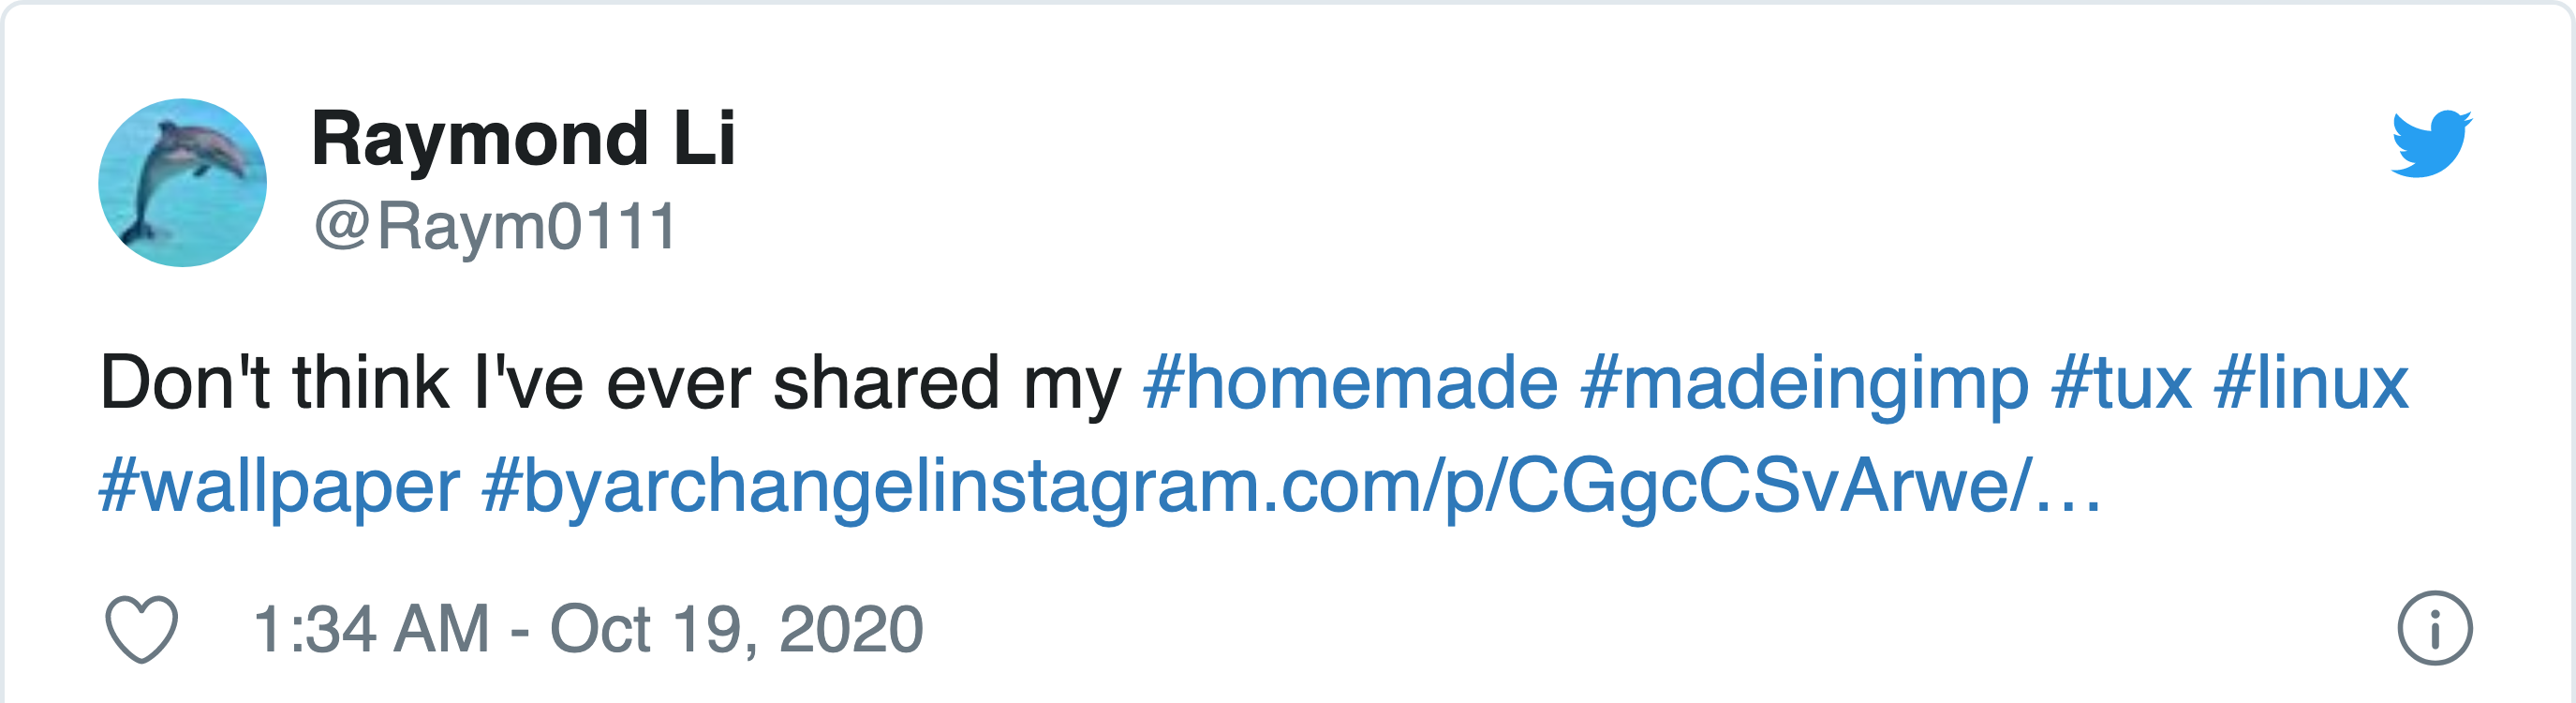 Raymond Li
@Raym0111
Don't think I've ever shared my #homemade #madeingimp #tux #linux
#wallpaper #byarchangelinstagram.com/p/CGgcCSvArwe/…
1:34 AM - Oct 19, 2020